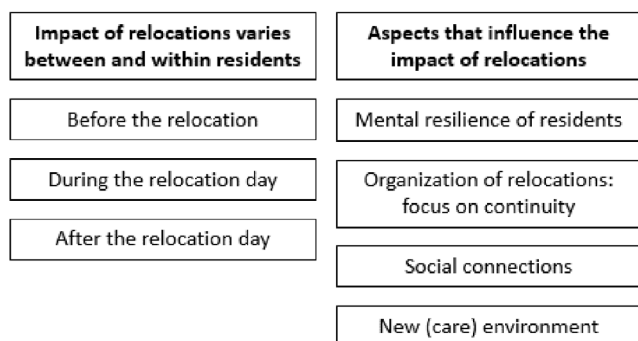 Impact of relocations varies
between and within residents
Before the relocation
During the relocation day
After the relocation day
Aspects that influence the
impact of relocations
Mental resilience of residents
Organization of relocations:
focus on continuity
Social connections
New (care) environment